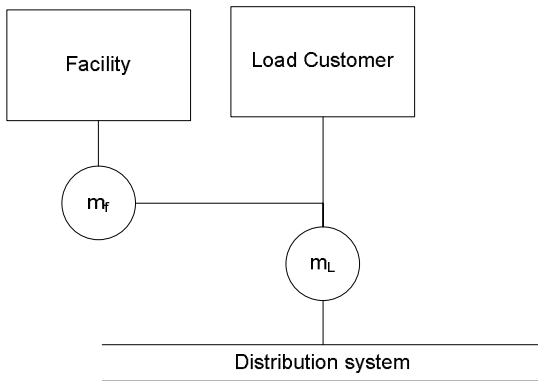 Facility
Load Customer
mf
mL
Distribution system